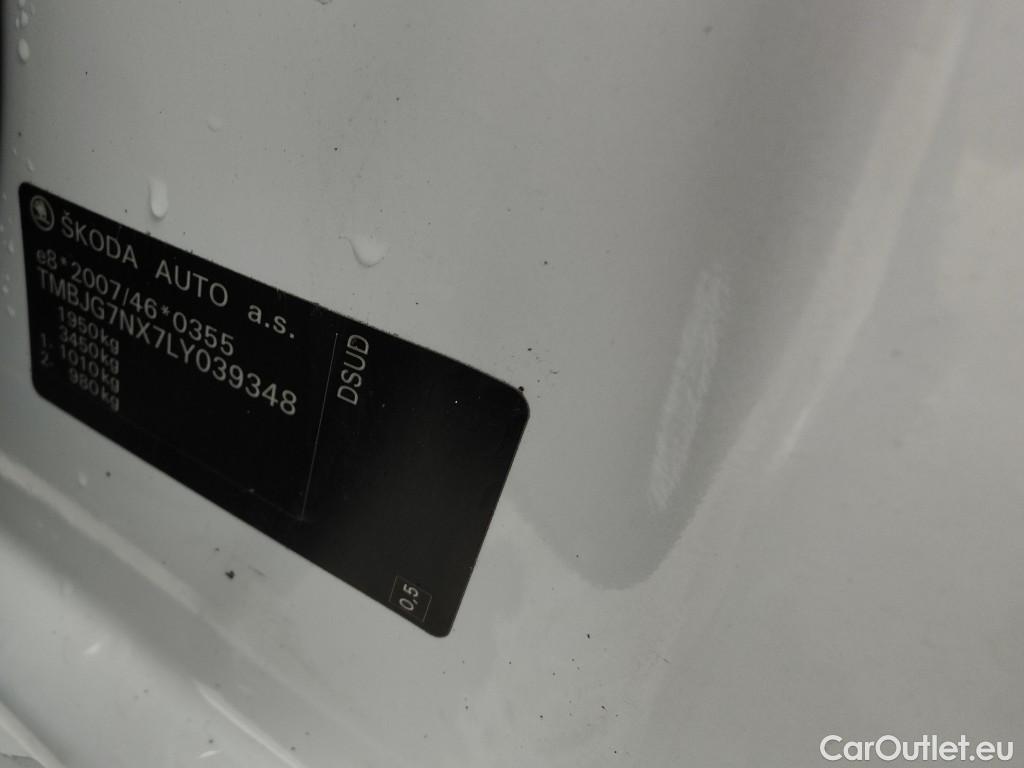 ŠKODA AUTO a.s.
e8*2007/46*0355
TMBJG7NX7LY039348
1950kg
3450kg
1. 1010kg
2. 980kg
DSUD
0,5
CarOutlet.eu